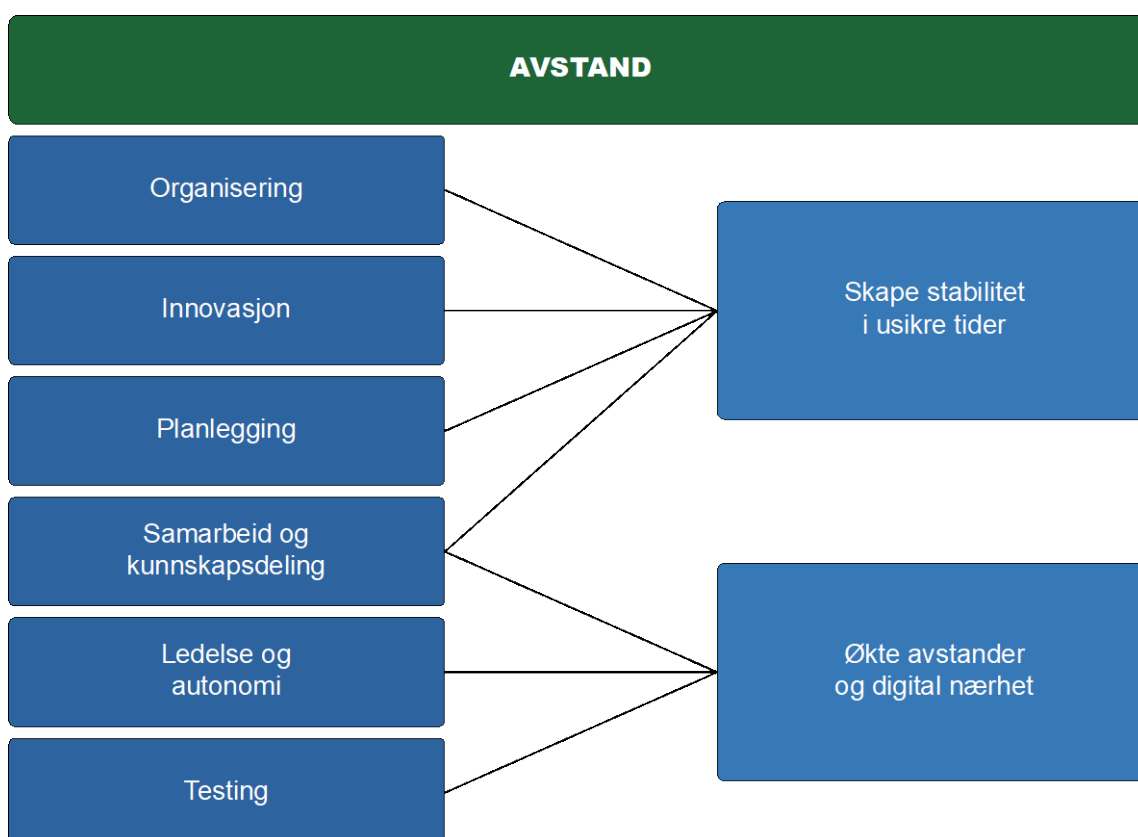 AVSTAND
Organisering
Innovasjon
Planlegging
Samarbeid og
kunnskapsdeling
Ledelse og
autonomi
Testing
Skape stabilitet
i usikre tider
Økte avstander
og digital nærhet